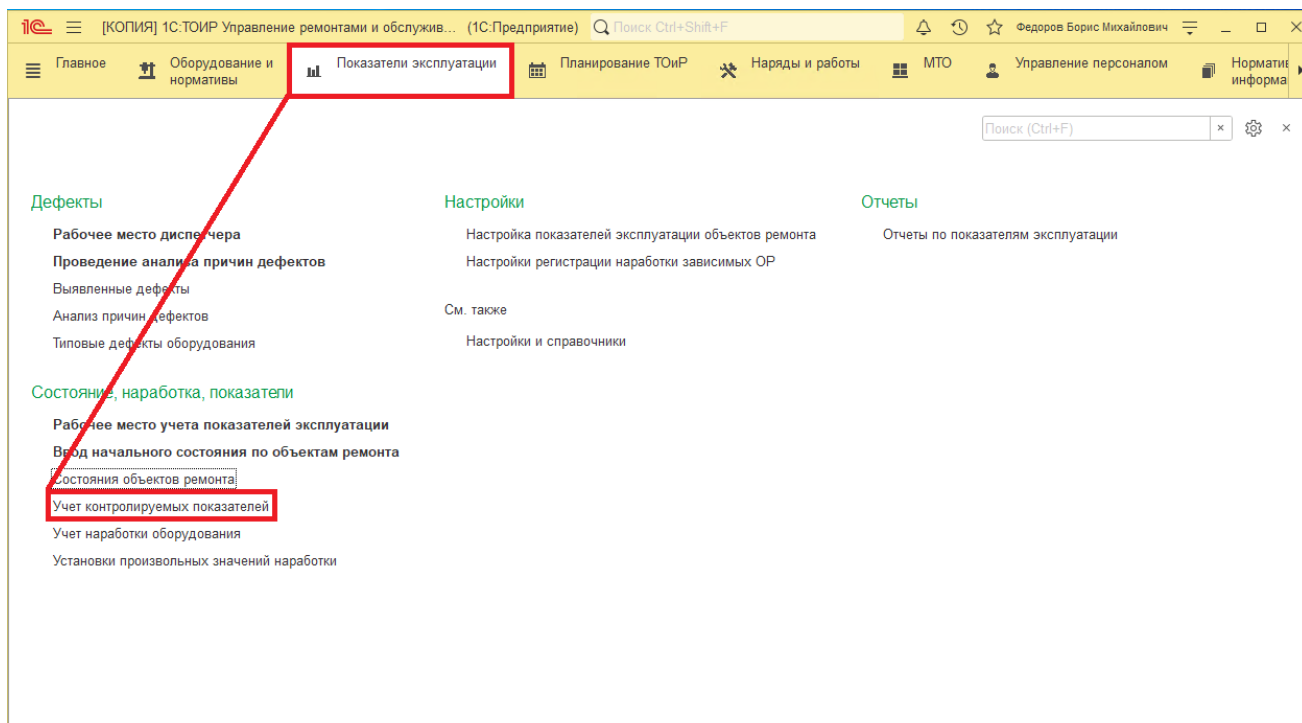 1С [КОПИЯ] 1С:ТОИР Управление ремонтами и обслужив... (1С:Предприятие) Поиск Ctrl+Shift+F Федоров Борис Михайлович
Главное
Оборудование и
нормативы
Показатели эксплуатации
Планирование ТОиР
Наряды и работы
МТО
Управление персоналом
Норматив
информа
Поиск (Ctrl+F)
Дефекты
Рабочее место диспетчера
Проведение анализа причин дефектов
Выявленные дефекты
Анализ причин дефектов
Типовые дефекты оборудования
Состояние, наработка, показатели
Рабочее место учета показателей эксплуатации
Ввод начального состояния по объектам ремонта
Состояния объектов ремонта
Учет контролируемых показателей
Учет наработки оборудования
Установки произвольных значений наработки
Настройки
Настройка показателей эксплуатации объектов ремонта
Настройки регистрации наработки зависимых ОР
См. также
Настройки и справочники
Отчеты
Отчеты по показателям эксплуатации